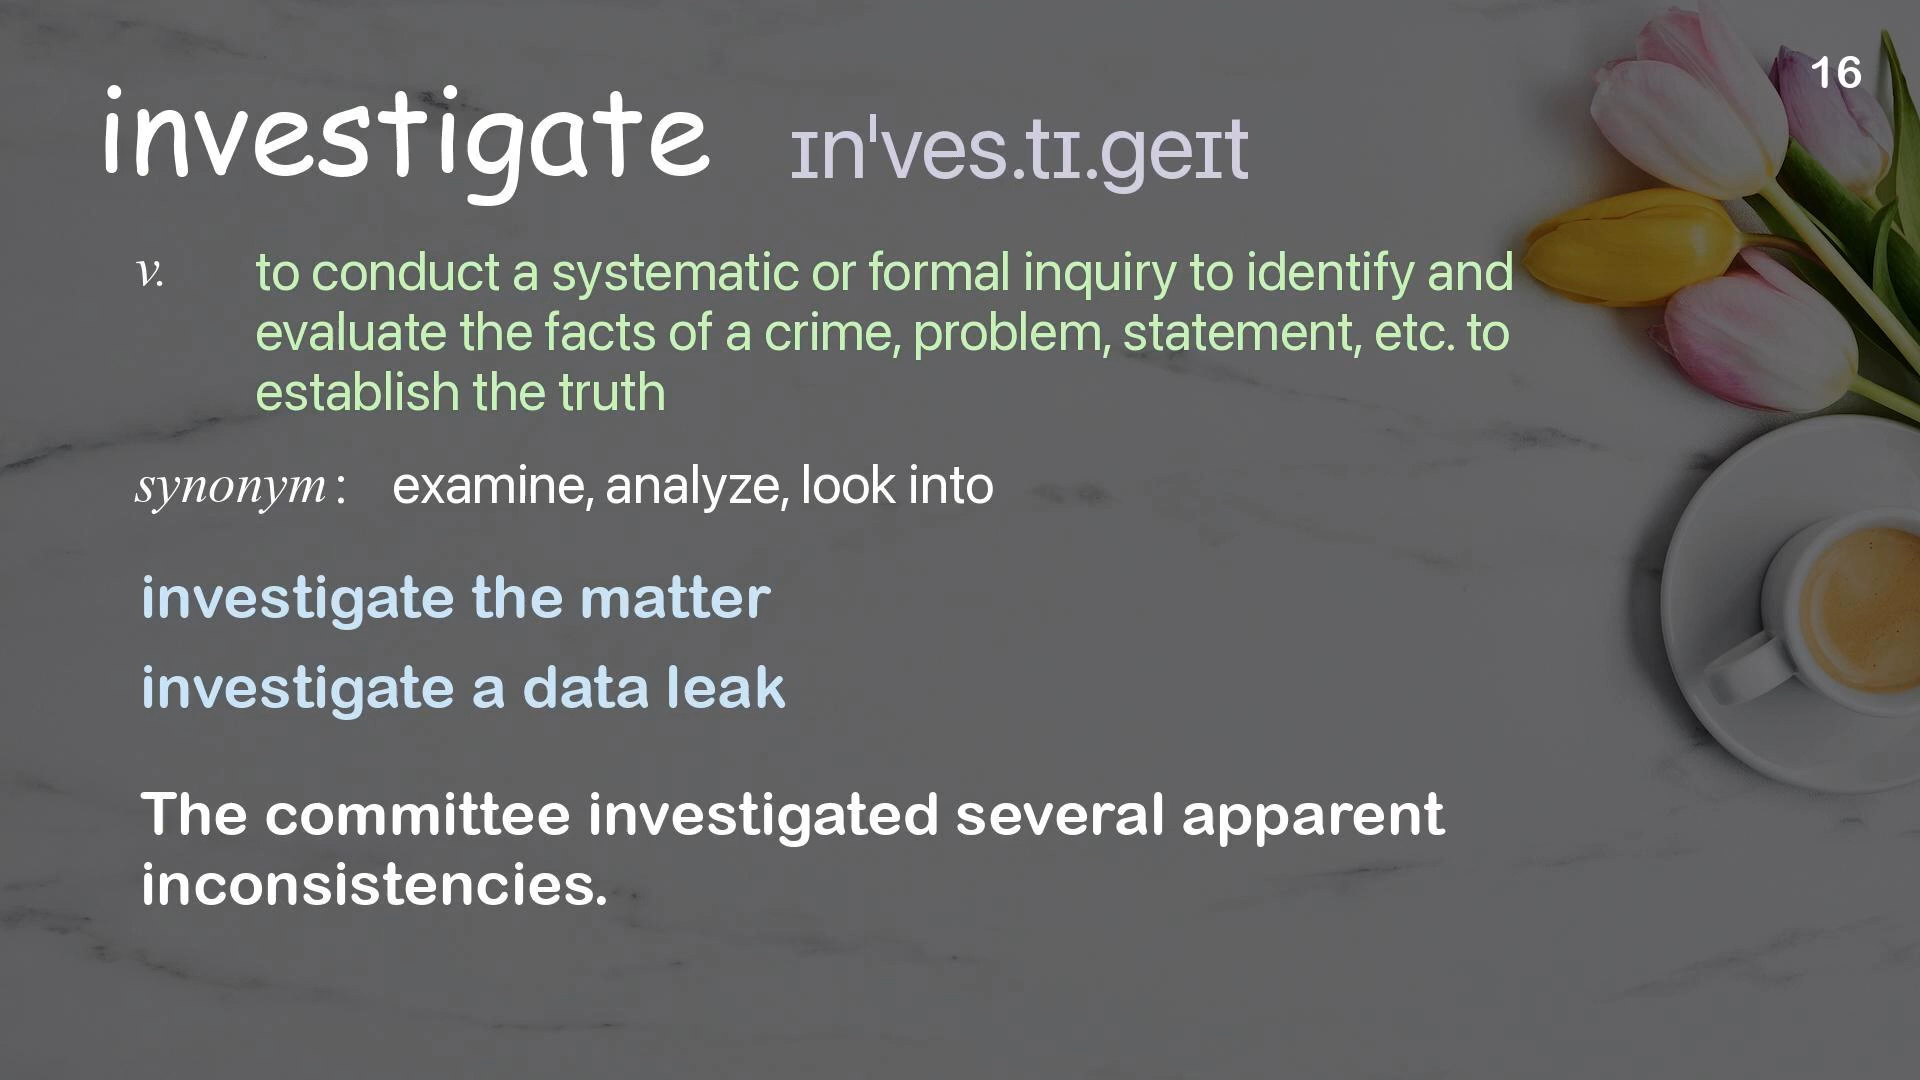 16
investigate ɪnˈves.tɪ.ɡeɪt
v. to conduct a systematic or formal inquiry to identify and
evaluate the facts of a crime, problem, statement, etc. to
establish the truth
synonym : examine, analyze, look into
investigate the matter
investigate a data leak
The committee investigated several apparent
inconsistencies.